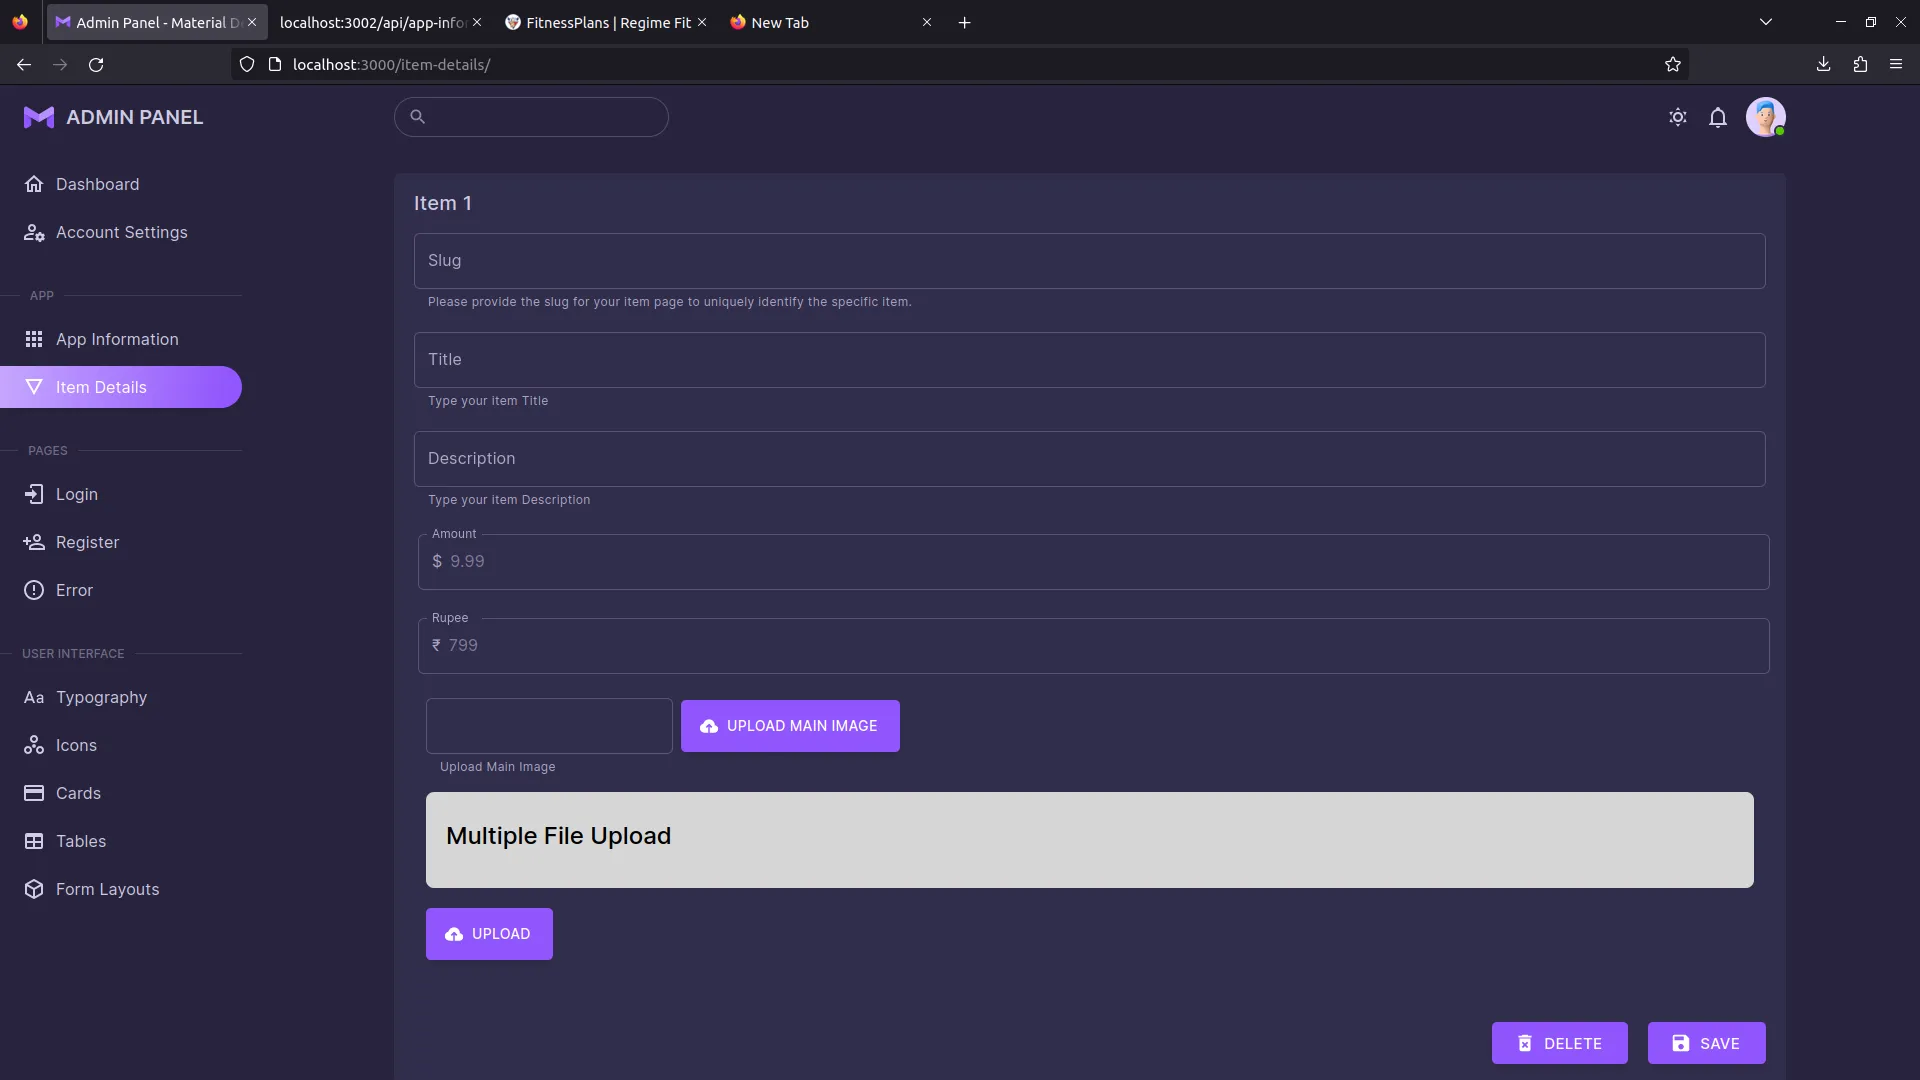 Admin Panel - Material D
localhost:3002/api/app-infor
FitnessPlans | Regime Fit
New Tab
localhost:3000/item-details/
ADMIN PANEL
Dashboard
Account Settings
APP
App Information
Item Details
PAGES
Login
Register
Error
USER INTERFACE
Aa Typography
Icons
Cards
Tables
Form Layouts
Item 1
Slug
Please provide the slug for your item page to uniquely identify the specific item.
Title
Type your item Title
Description
Type your item Description
Amount
$ 9.99
Rupee
₹ 799
UPLOAD MAIN IMAGE
Upload Main Image
Multiple File Upload
UPLOAD
DELETE
SAVE